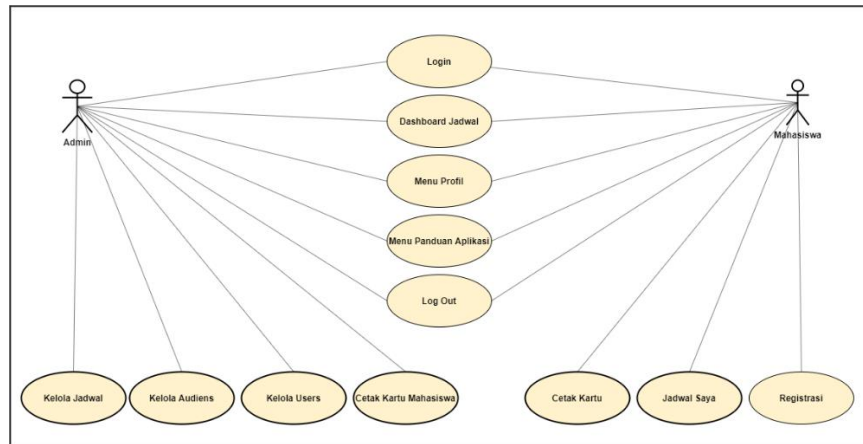 Login
Dashboard Jadwal
Admin
Mahasiswa
Menu Profil
Menu Panduan Aplikasi
Log Out
Kelola Jadwal
Kelola Audiens
Kelola Users
Cetak Kartu Mahasiswa
Cetak Kartu
Jadwal Saya
Registrasi